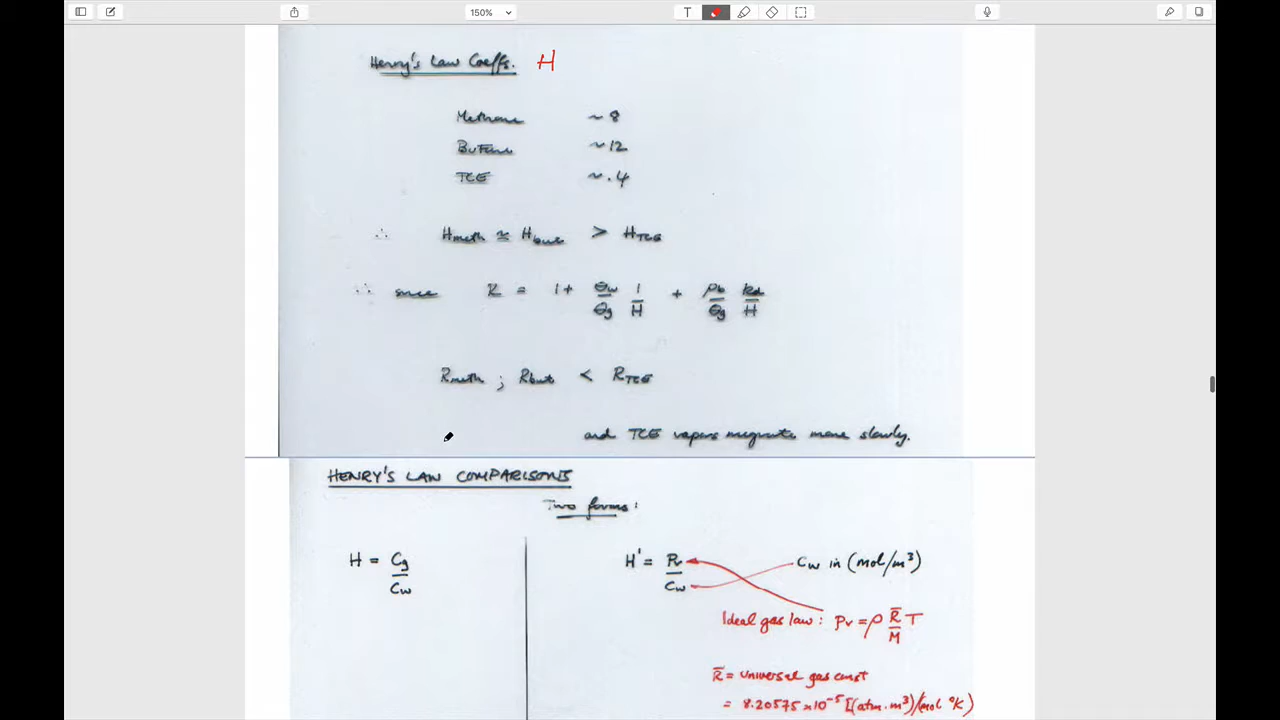 150%
T
Henry's Law Coeffs. H
Methane ~ 8
Butane ~ 12
TCE ~ .4
∴ Hmeth ≈ Hbut > HTCE
∴ since R = 1 + θw/θg 1/H + ρb/θg kd/H
Rmeth ; Rbut < RTCE
and TCE vapors migrate more slowly.
HENRY'S LAW COMPARISONS
Two forms:
H = Cg/Cw
H' = Pv/Cw Cw in (mol/m³)
Ideal gas law: pv = ρ R̄/M̄ T
R̄ = universal gas const
= 8.20575 x 10⁻⁵ [(atm.m³)/mol °K)